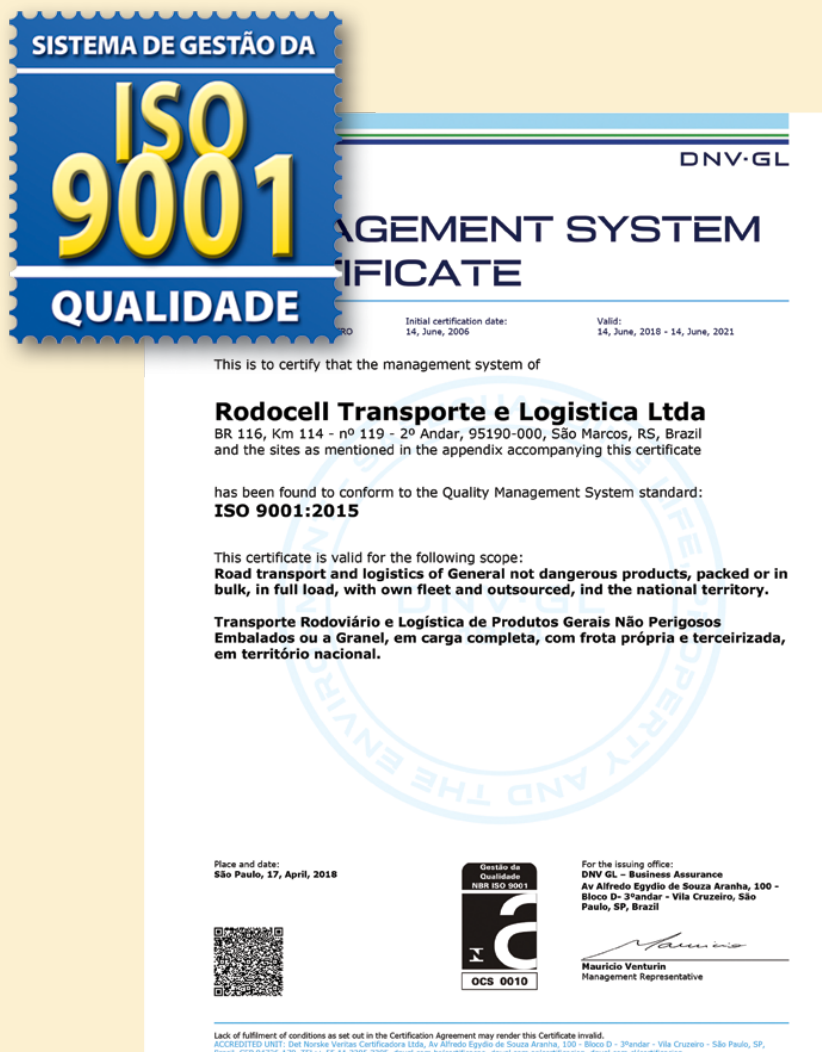 SISTEMA DE GESTÃO DA
ISO
9001
QUALIDADE
DNV·GL
AGEMENT SYSTEM
IFICATE
Initial certification date:
14, June, 2006
Valid:
14, June, 2018 - 14, June, 2021
This is to certify that the management system of
Rodocell Transporte e Logistica Ltda
BR 116, Km 114 - nº 119 - 2º Andar, 95190-000, São Marcos, RS, Brazil
and the sites as mentioned in the appendix accompanying this certificate
has been found to conform to the Quality Management System standard:
ISO 9001:2015
This certificate is valid for the following scope:
Road transport and logistics of General not dangerous products, packed or in
bulk, in full load, with own fleet and outsourced, ind the national territory.
Transporte Rodoviário e Logística de Produtos Gerais Não Perigosos
Embalados ou a Granel, em carga completa, com frota própria e terceirizada,
em território nacional.
DNV·GL
Place and date:
São Paulo, 17, April, 2018
Gestão da
Qualidade
NBR ISO 9001
OCS 0010
For the issuing office:
DNV GL – Business Assurance
Av Alfredo Egydio de Souza Aranha, 100 -
Bloco D- 3ºandar - Vila Cruzeiro, São
Paulo, SP, Brazil
Mauricio Venturin
Management Representative
Lack of fulfilment of conditions as set out in the Certification Agreement may render this Certificate invalid.
ACCREDITED UNIT: Det Norske Veritas Certificadora Ltda, Av Alfredo Egydio de Souza Aranha, 100 - Bloco D - 3ºandar - Vila Cruzeiro - São Paulo, SP,